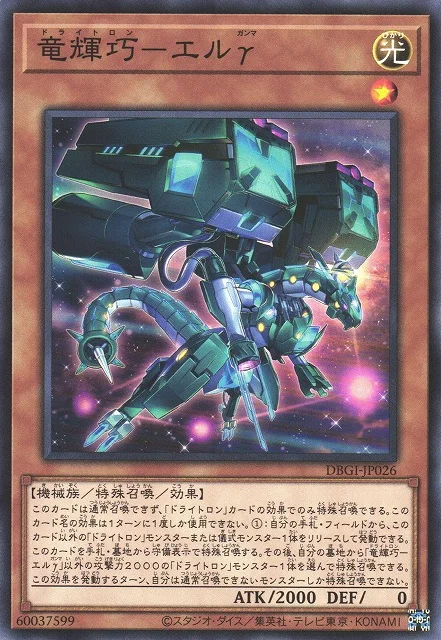 ドライトロン ガンマ
竜輝巧－エルγ
ひかり
光
DBGI-JP026
【機械族／特殊召喚／効果】
このカードは通常召喚できず、「ドライトロン」カードの効果でのみ特殊召喚できる。この
カード名の効果は1ターンに1度しか使用できない。①：自分の手札・フィールドから、この
カード以外の「ドライトロン」モンスターまたは儀式モンスター1体をリリースして発動できる。
このカードを手札・墓地から守備表示で特殊召喚する。その後、自分の墓地から「竜輝巧－
エルγ」以外の攻撃力2000の「ドライトロン」モンスター1体を選んで特殊召喚できる。
この効果を発動するターン、自分は通常召喚できないモンスターしか特殊召喚できない。
ATK/2000 DEF/ 0
60037599
©スタジオ・ダイス／集英社・テレビ東京・KONAMI